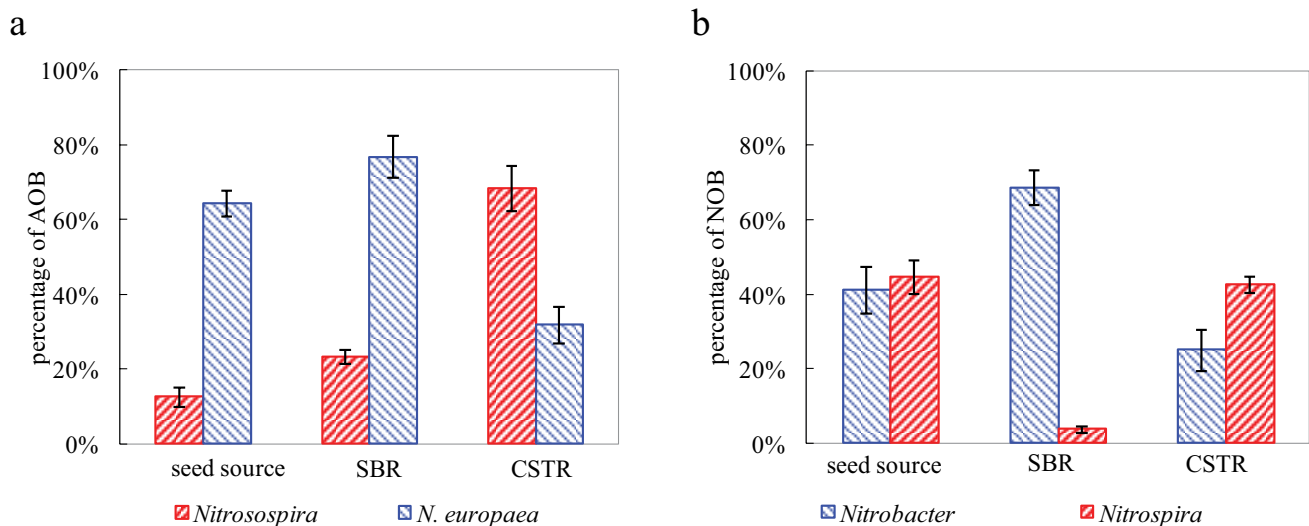 a
percentage of AOB
100%
80%
60%
40%
20%
0%
seed source SBR CSTR
Nitrosospira N. europaea
b
percentage of NOB
100%
80%
60%
40%
20%
0%
seed source SBR CSTR
Nitrobacter Nitrospira